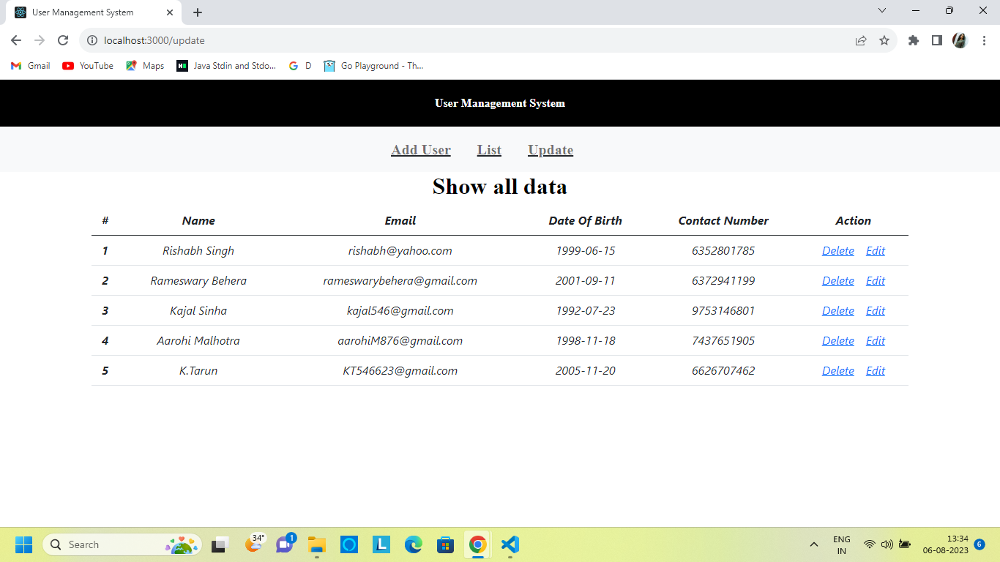 User Management System
localhost:3000/update
Gmail YouTube Maps Java Stdin and Stdo... D Go Playground - Th...
User Management System
Add User List Update
Show all data
# Name Email Date Of Birth Contact Number Action
1 Rishabh Singh rishabh@yahoo.com 1999-06-15 6352801785 Delete Edit
2 Rameswary Behera rameswarybehera@gmail.com 2001-09-11 6372941199 Delete Edit
3 Kajal Sinha kajal546@gmail.com 1992-07-23 9753146801 Delete Edit
4 Aarohi Malhotra aarohiM876@gmail.com 1998-11-18 7437651905 Delete Edit
5 K.Tarun KT546623@gmail.com 2005-11-20 6626707462 Delete Edit
Search 34° 1 L ENG 13:34
IN 06-08-2023 6